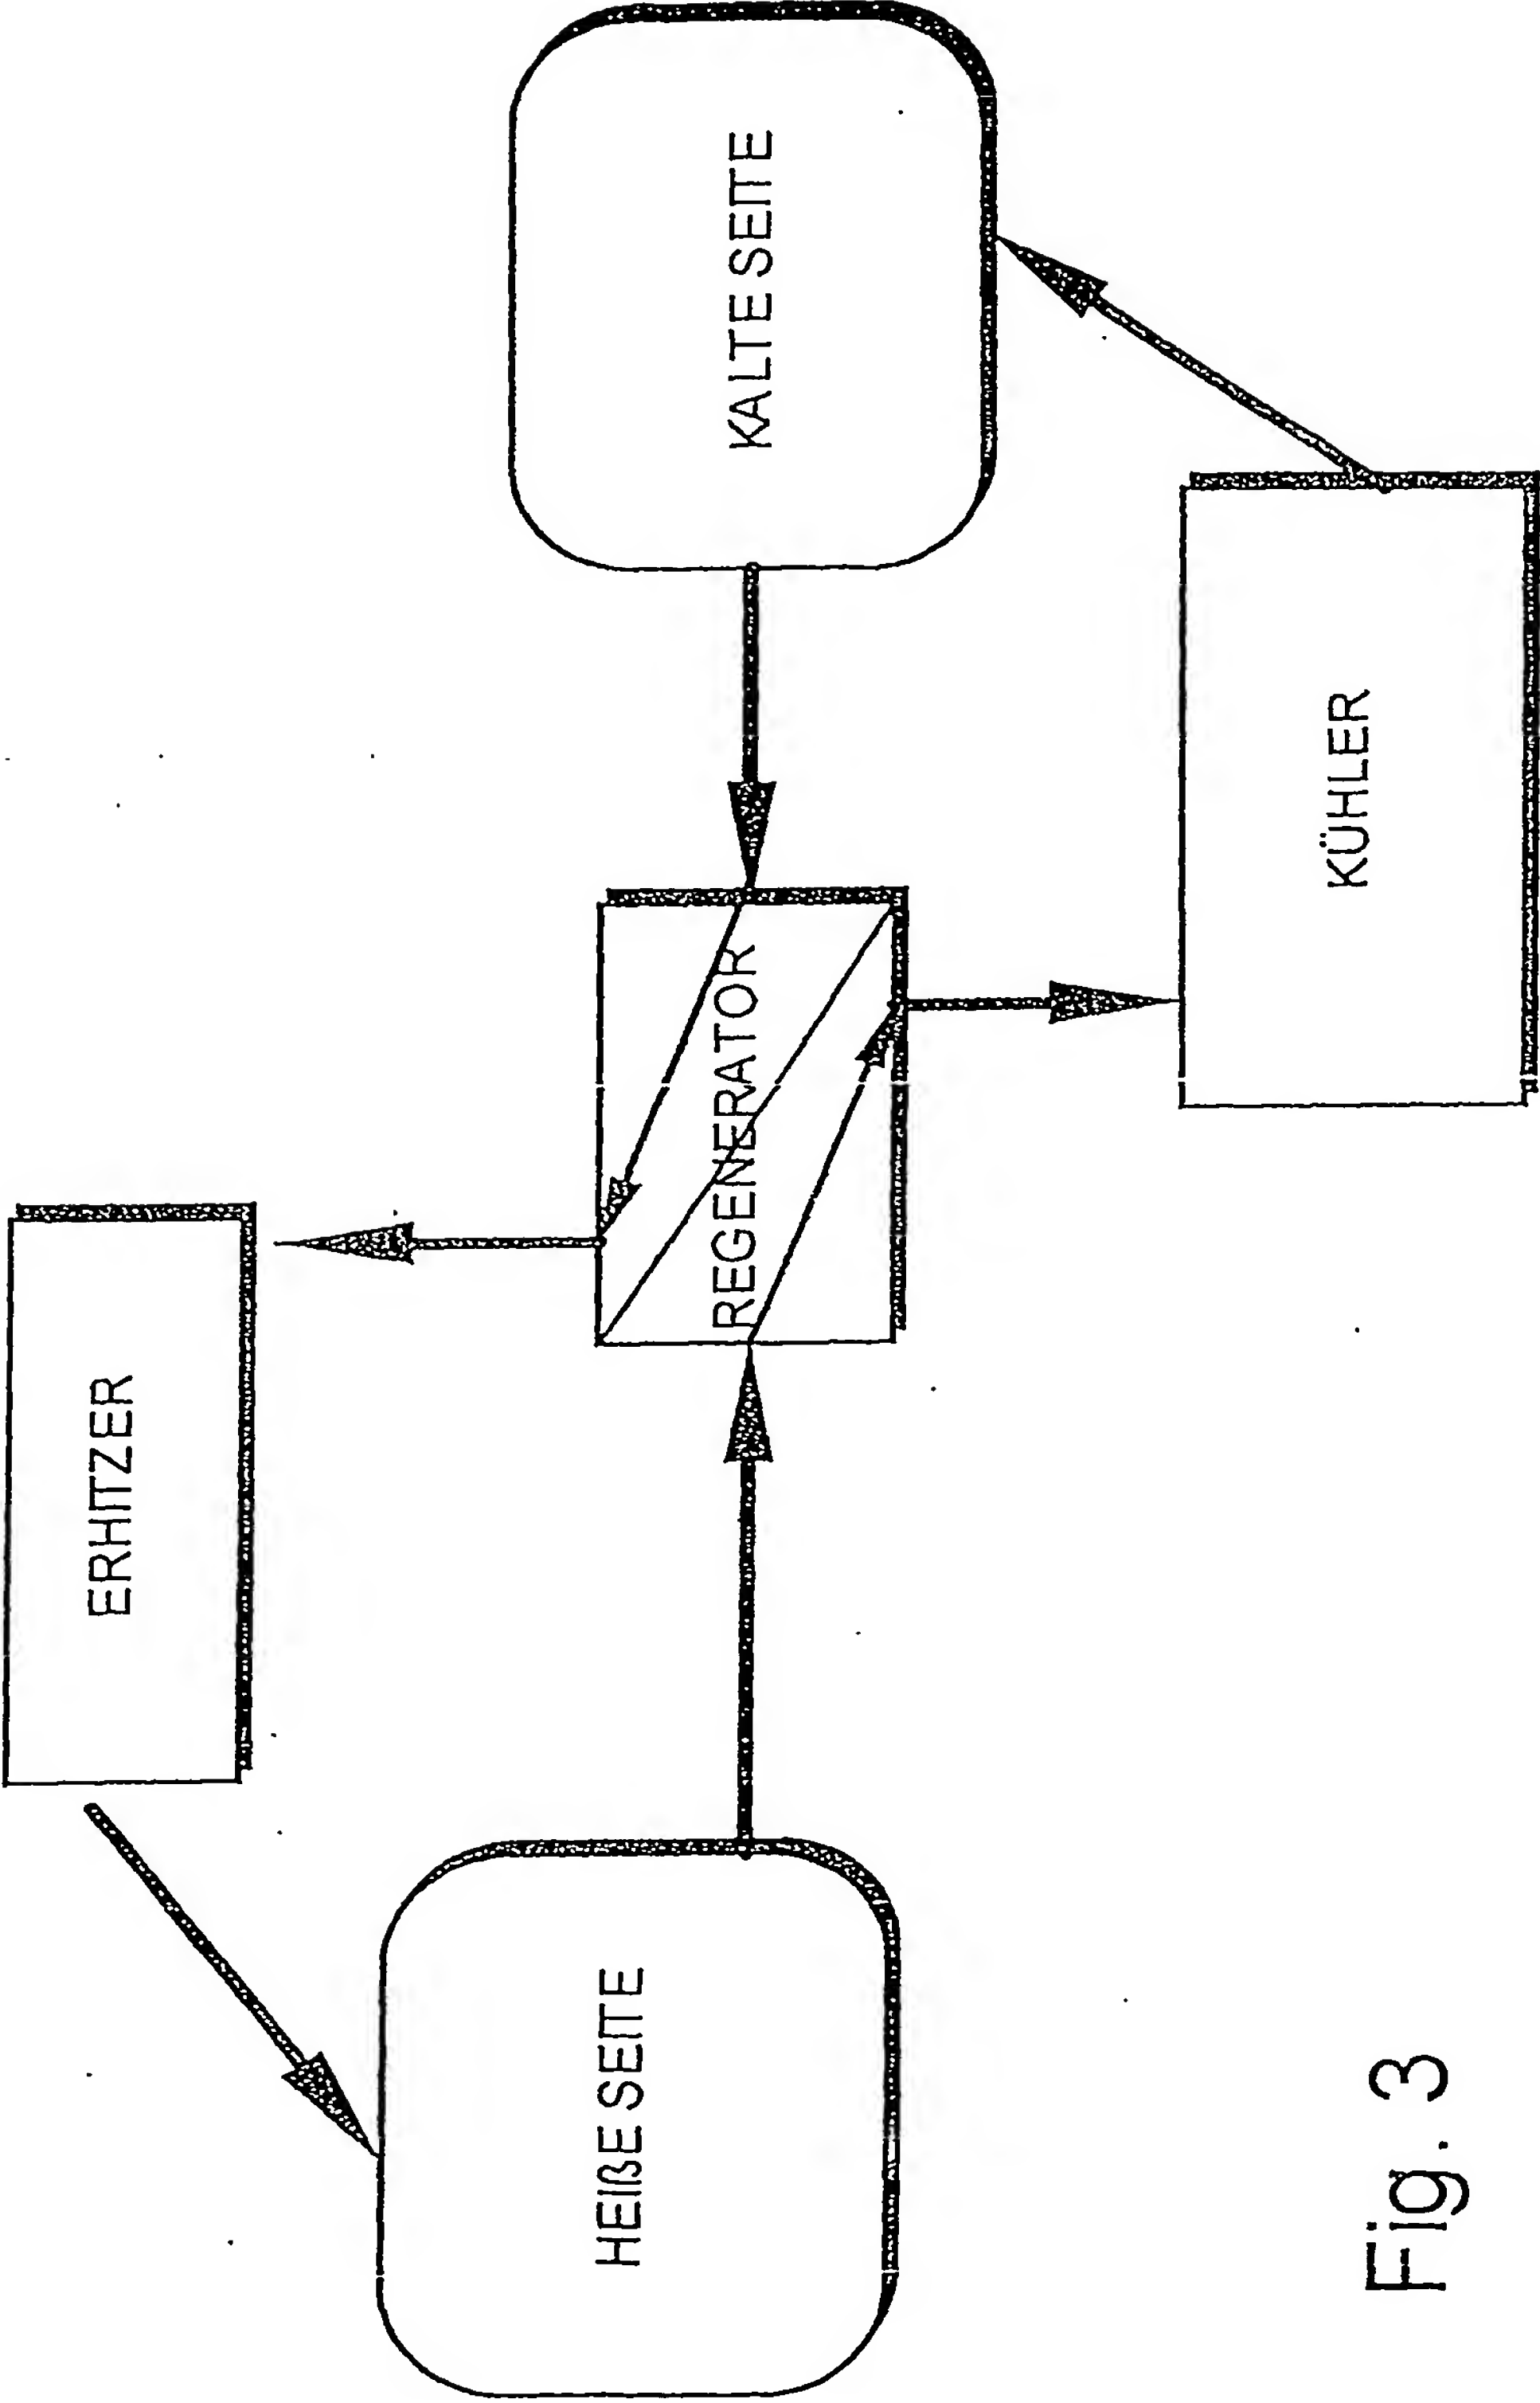 ERHITZER
HEIßE SEITE
REGENERATOR
KALTE SEITE
KÜHLER
Fig. 3